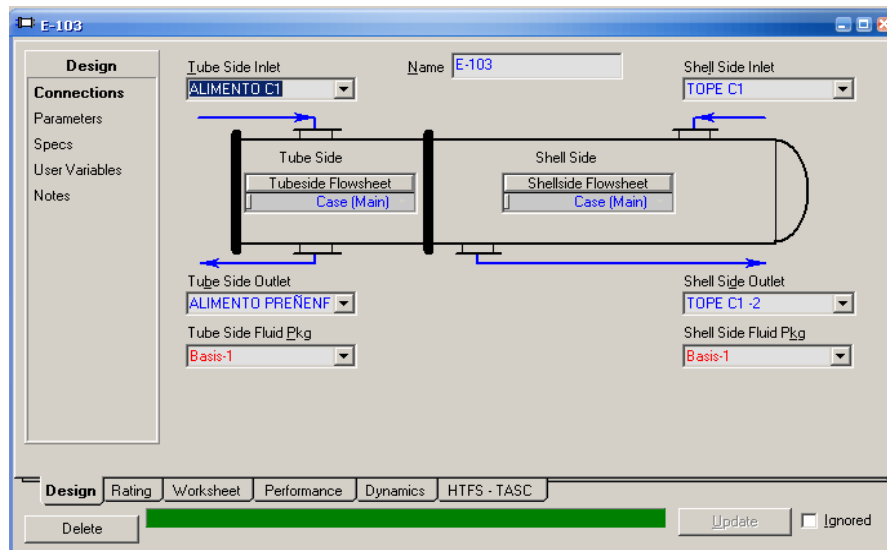 E-103
Design
Connections
Parameters
Specs
User Variables
Notes
Tube Side Inlet
ALIMENTO C1
Name E-103
Shell Side Inlet
TOPE C1
Tube Side
Tubeside Flowsheet
Case (Main)
Shell Side
Shellside Flowsheet
Case (Main)
Tube Side Outlet
ALIMENTO PREÑENF
Tube Side Fluid Pkg
Basis-1
Shell Side Outlet
TOPE C1 -2
Shell Side Fluid Pkg
Basis-1
Design Rating Worksheet Performance Dynamics HTFS - TASC
Delete Update Ignored